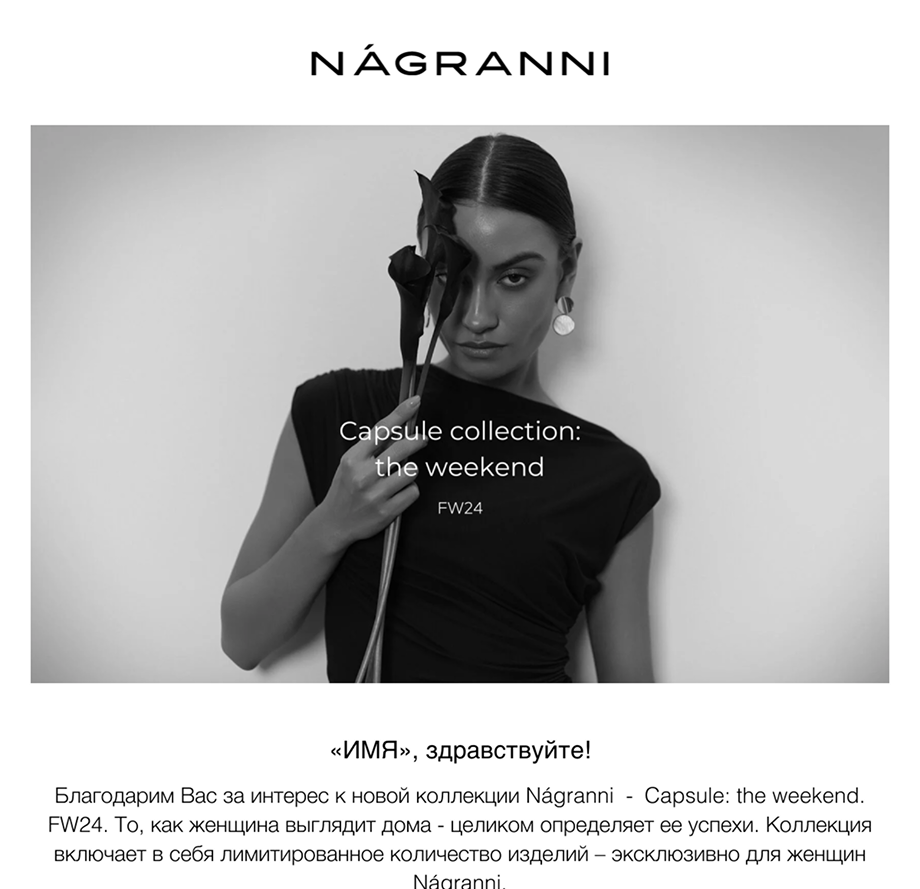 NÁGRANNI
Capsule collection:
the weekend
FW24
«ИМЯ», здравствуйте!
Благодарим Вас за интерес к новой коллекции Nágranni - Capsule: the weekend.
FW24. То, как женщина выглядит дома - целиком определяет ее успехи. Коллекция
включает в себя лимитированное количество изделий – эксклюзивно для женщин
Nágranni.